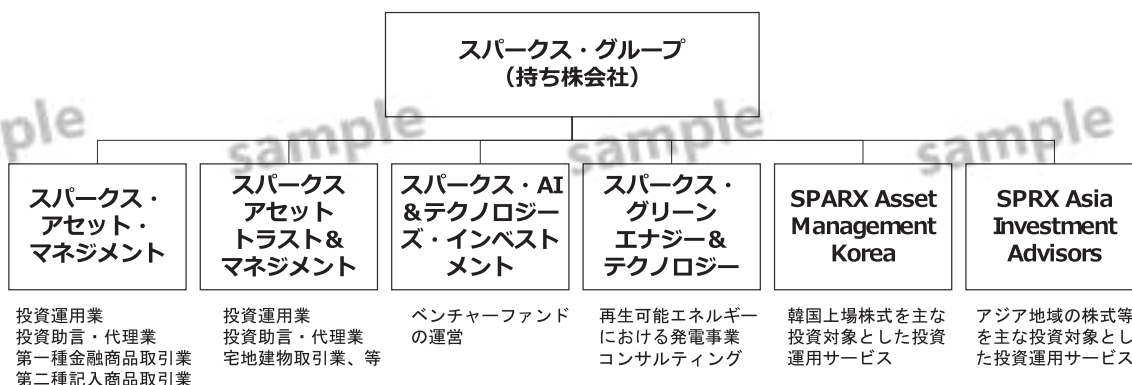 スパークス・グループ
（持ち株会社）
スパークス・
アセット・
マネジメント
スパークス
アセット
トラスト&
マネジメント
スパークス・AI
&テクノロジー
ズ・インベスト
メント
スパークス・
グリーン
エナジー&
テクノロジー
SPARX Asset
Management
Korea
SPRX Asia
Investment
Advisors
投資運用業
投資助言・代理業
第一種金融商品取引業
第二種記入商品取引業
投資運用業
投資助言・代理業
宅地建物取引業、等
ベンチャーファンド
の運営
再生可能エネルギー
における発電事業
コンサルティング
韓国上場株式を主な
投資対象とした投資
運用サービス
アジア地域の株式等
を主な投資対象とし
た投資運用サービス
ple
sample
sample
sample